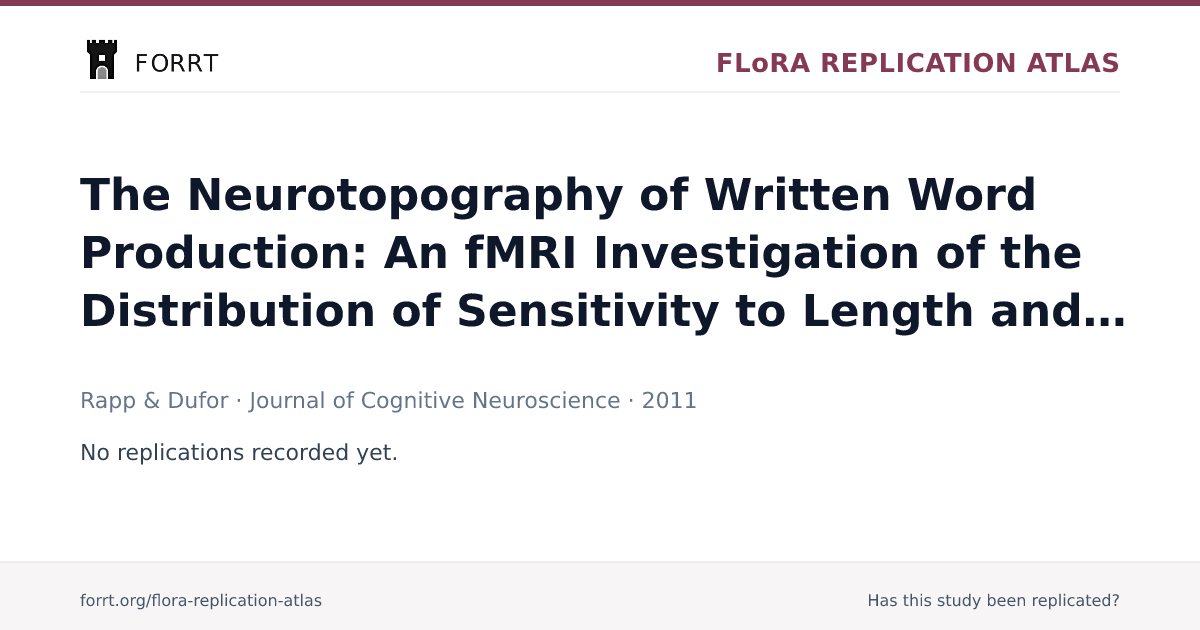 FORRT
FLoRA REPLICATION ATLAS
The Neurotopography of Written Word
Production: An fMRI Investigation of the
Distribution of Sensitivity to Length and…
Rapp & Dufor · Journal of Cognitive Neuroscience · 2011
No replications recorded yet.
forrt.org/flora-replication-atlas
Has this study been replicated?